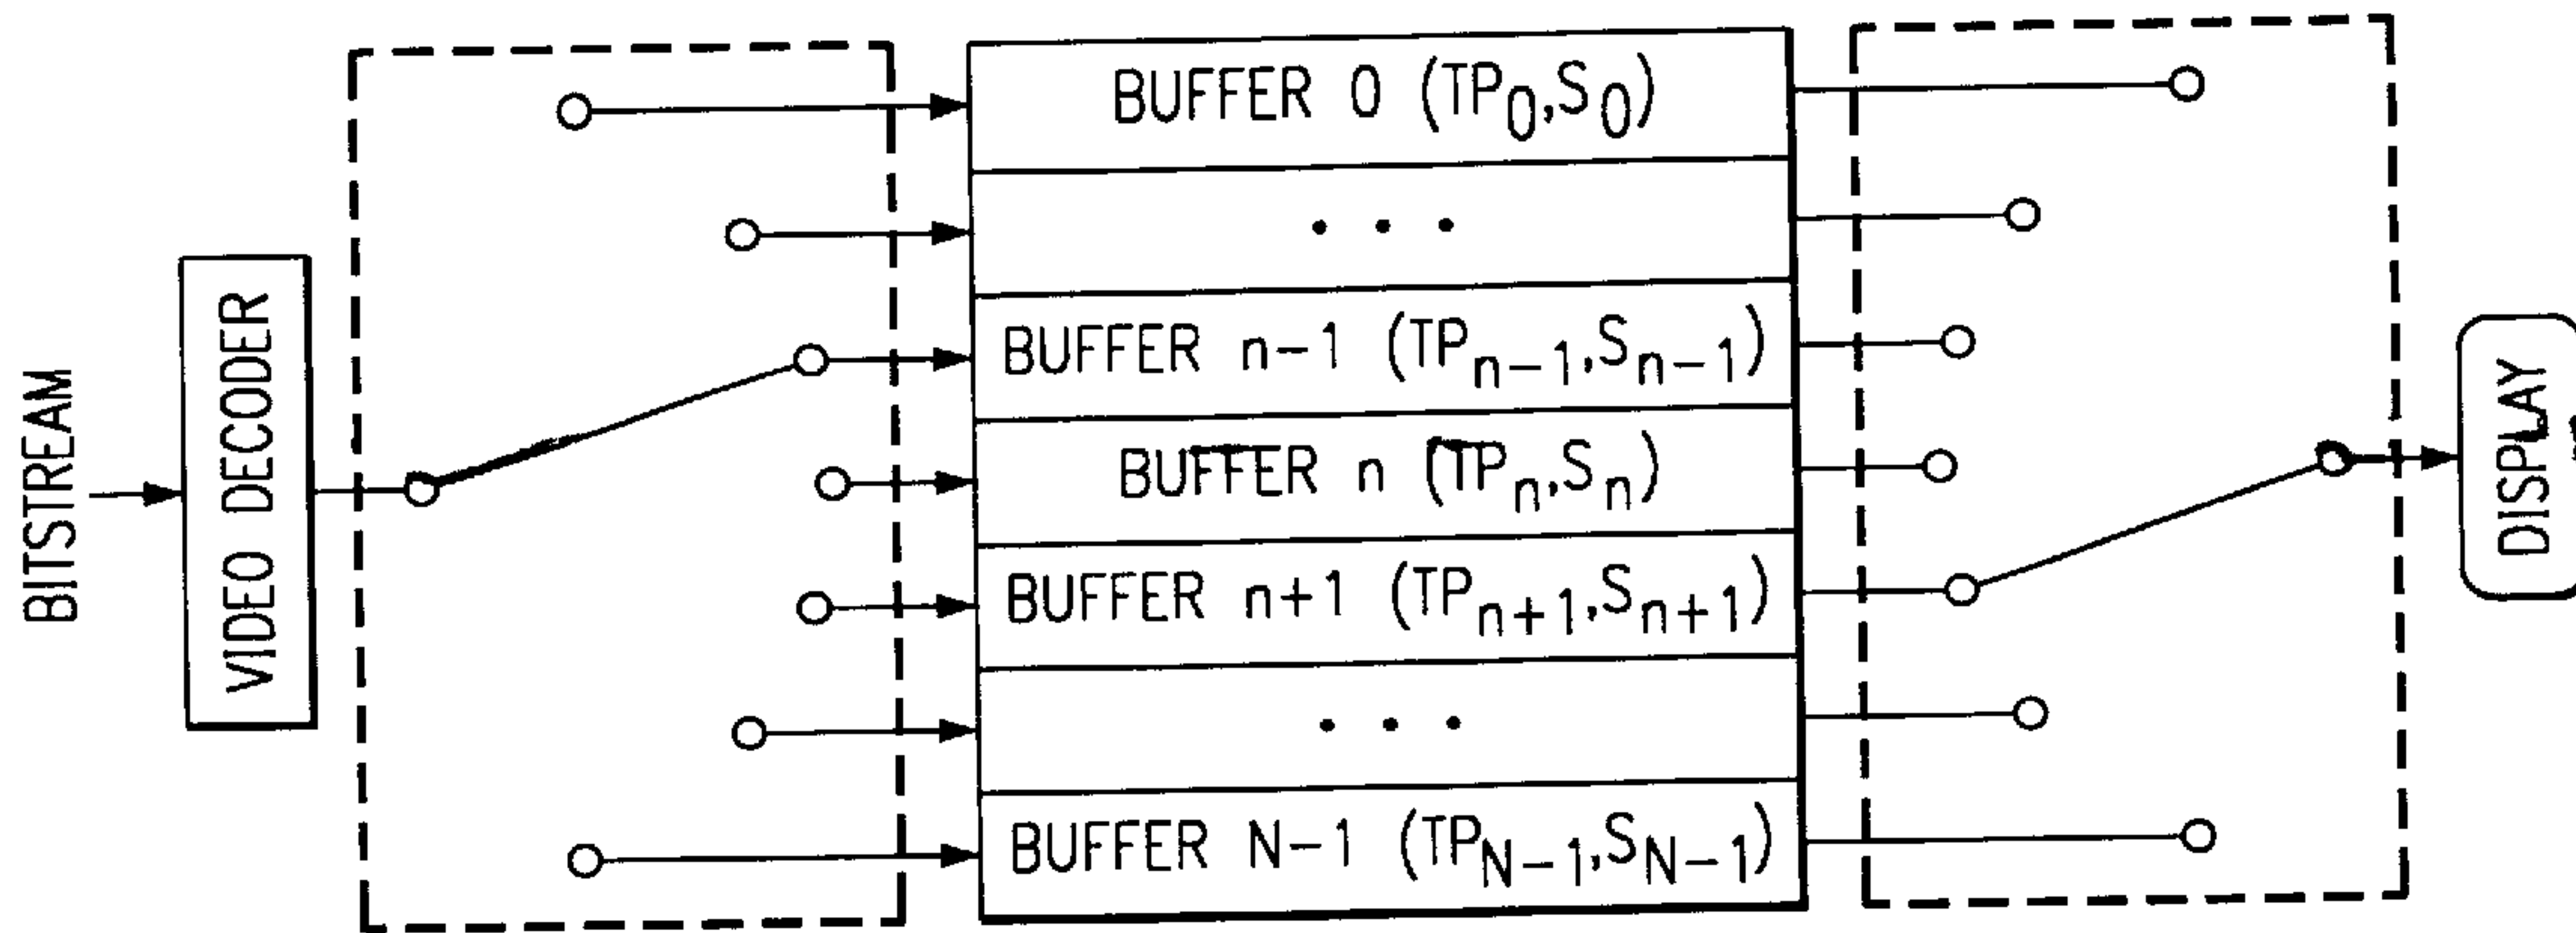 BITSTREAM
VIDEO DECODER
BUFFER 0 (TP0,S0)
. . .
BUFFER n-1 (TPn-1,Sn-1)
BUFFER n (TPn,Sn)
BUFFER n+1 (TPn+1,Sn+1)
. . .
BUFFER N-1 (TPN-1,SN-1)
DISPLAY